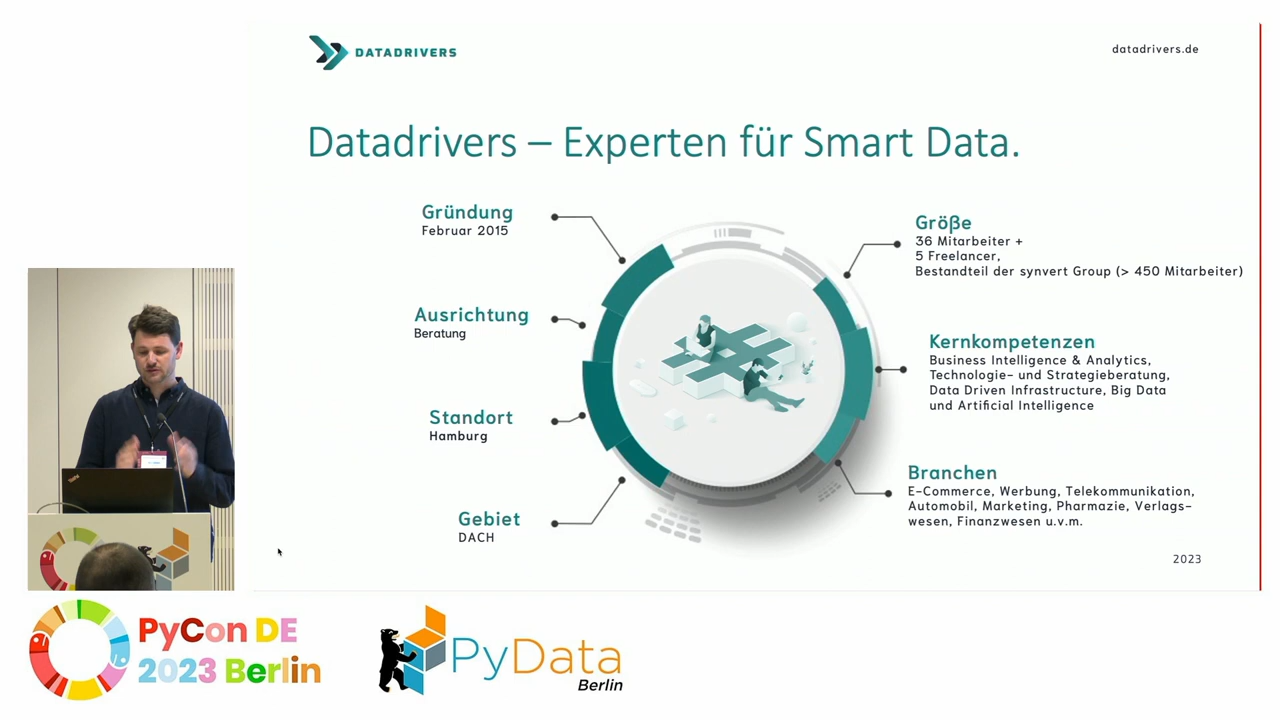 DATADRIVERS
datadrivers.de
Datadrivers – Experten für Smart Data.
Gründung
Februar 2015
Ausrichtung
Beratung
Standort
Hamburg
Gebiet
DACH
Größe
36 Mitarbeiter +
5 Freelancer,
Bestandteil der synvert Group (> 450 Mitarbeiter)
Kernkompetenzen
Business Intelligence & Analytics,
Technologie- und Strategieberatung,
Data Driven Infrastructure, Big Data
und Artificial Intelligence
Branchen
E-Commerce, Werbung, Telekommunikation,
Automobil, Marketing, Pharmazie, Verlags-
wesen, Finanzwesen u.v.m.
2023
PyCon DE
2023 Berlin
PyData
Berlin